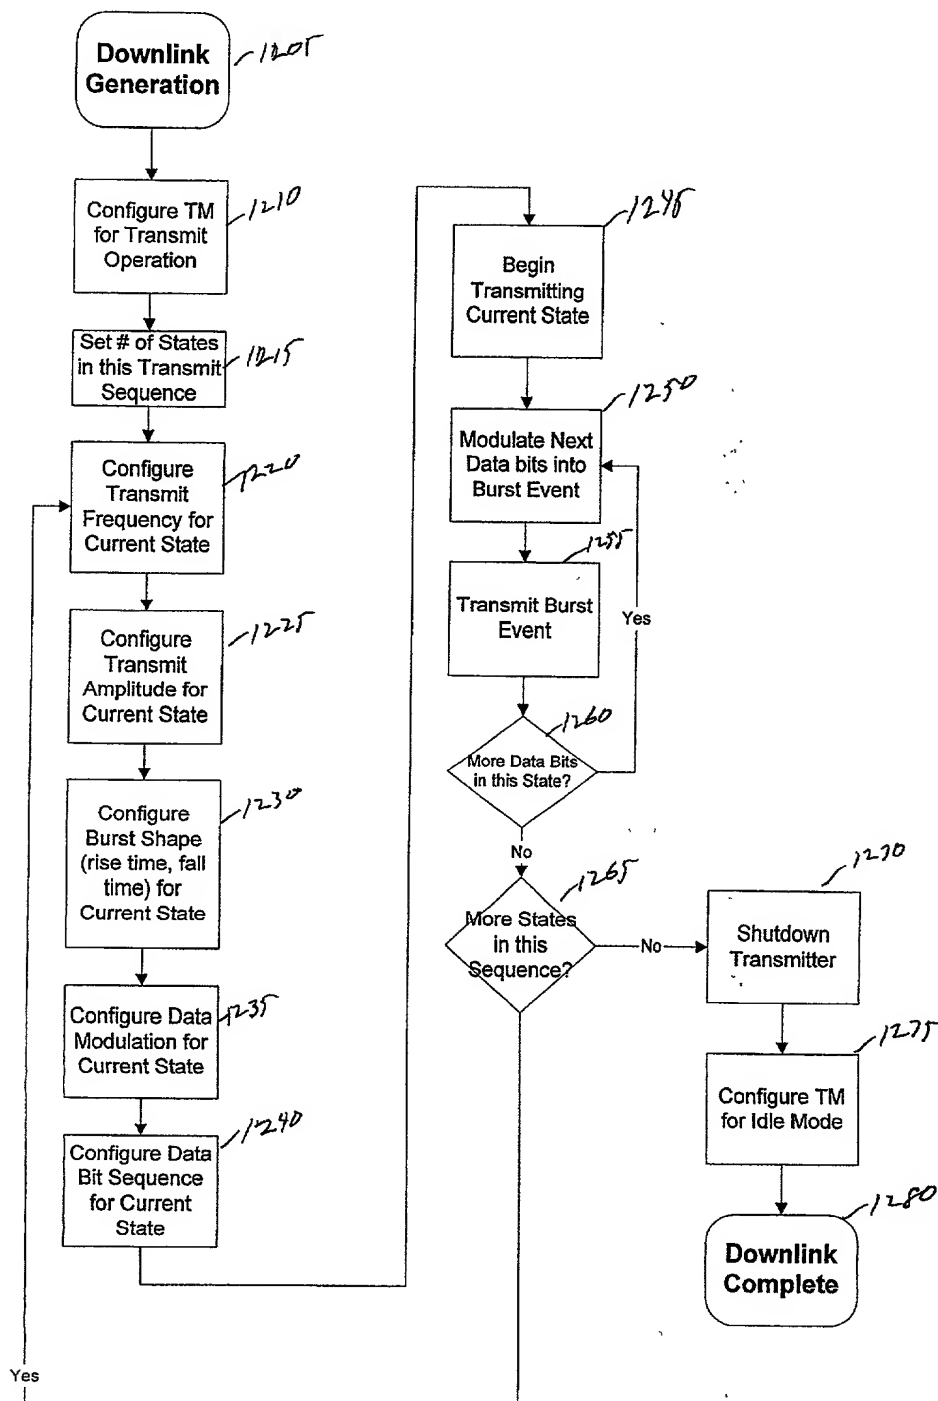 Downlink
Generation
1205
Configure TM
for Transmit
Operation
1210
Set # of States
in this Transmit
Sequence
1215
Configure
Transmit
Frequency for
Current State
1220
Configure
Transmit
Amplitude for
Current State
1225
Configure
Burst Shape
(rise time, fall
time) for
Current State
1230
Configure Data
Modulation for
Current State
1235
Configure Data
Bit Sequence
for Current
State
1240
Begin
Transmitting
Current State
1245
Modulate Next
Data bits into
Burst Event
1250
Transmit Burst
Event
1255
Yes
More Data Bits
in this State?
1260
No
More States
in this
Sequence?
1265
No
Shutdown
Transmitter
1270
Configure TM
for Idle Mode
1275
Downlink
Complete
1280
Yes